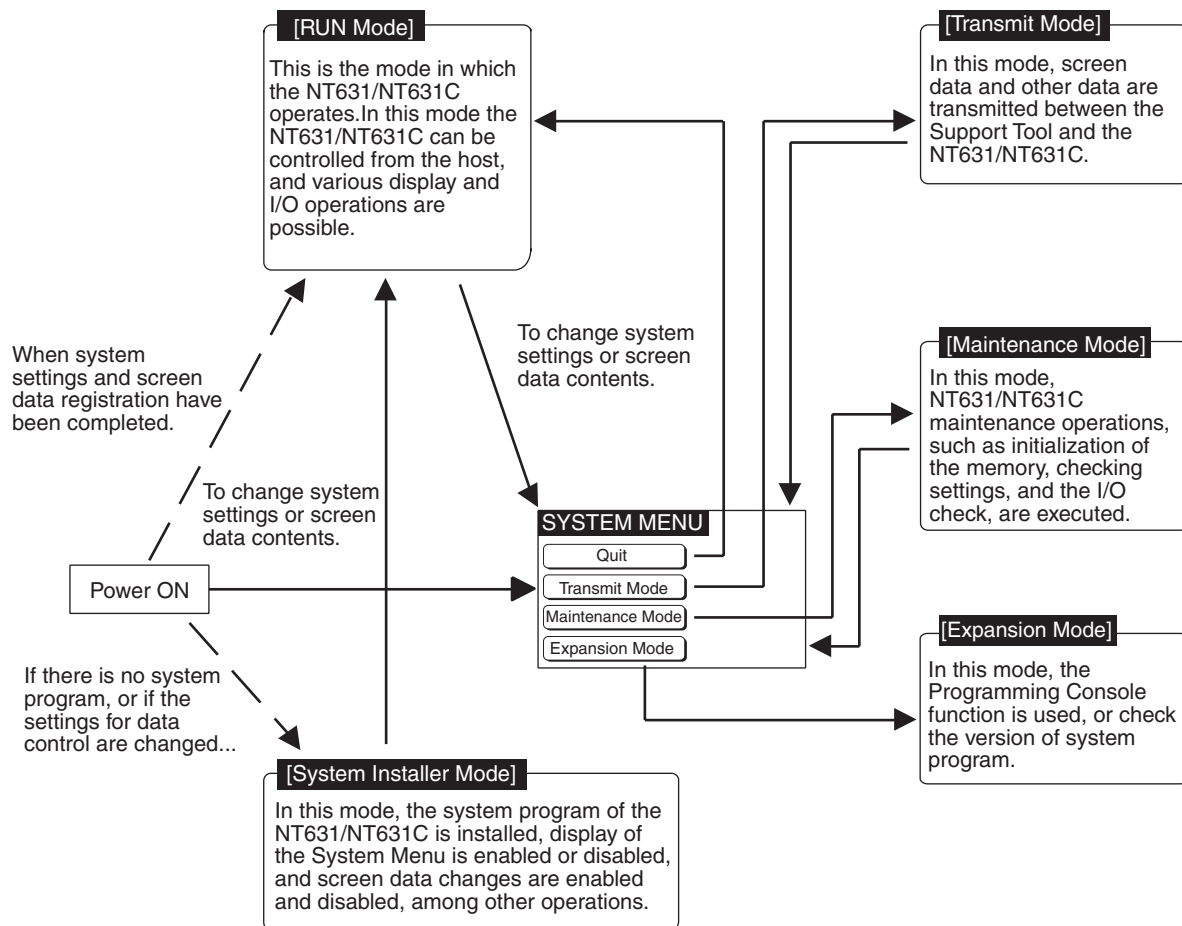 [RUN Mode]
This is the mode in which
the NT631/NT631C
operates.In this mode the
NT631/NT631C can be
controlled from the host,
and various display and
I/O operations are
possible.
[Transmit Mode]
In this mode, screen
data and other data are
transmitted between the
Support Tool and the
NT631/NT631C.
When system
settings and screen
data registration have
been completed.
To change system
settings or screen
data contents.
To change system
settings or screen
data contents.
[Maintenance Mode]
In this mode,
NT631/NT631C
maintenance operations,
such as initialization of
the memory, checking
settings, and the I/O
check, are executed.
Power ON
SYSTEM MENU
Quit
Transmit Mode
Maintenance Mode
Expansion Mode
[Expansion Mode]
In this mode, the
Programming Console
function is used, or check
the version of system
program.
If there is no system
program, or if the
settings for data
control are changed...
[System Installer Mode]
In this mode, the system program of the
NT631/NT631C is installed, display of
the System Menu is enabled or disabled,
and screen data changes are enabled
and disabled, among other operations.